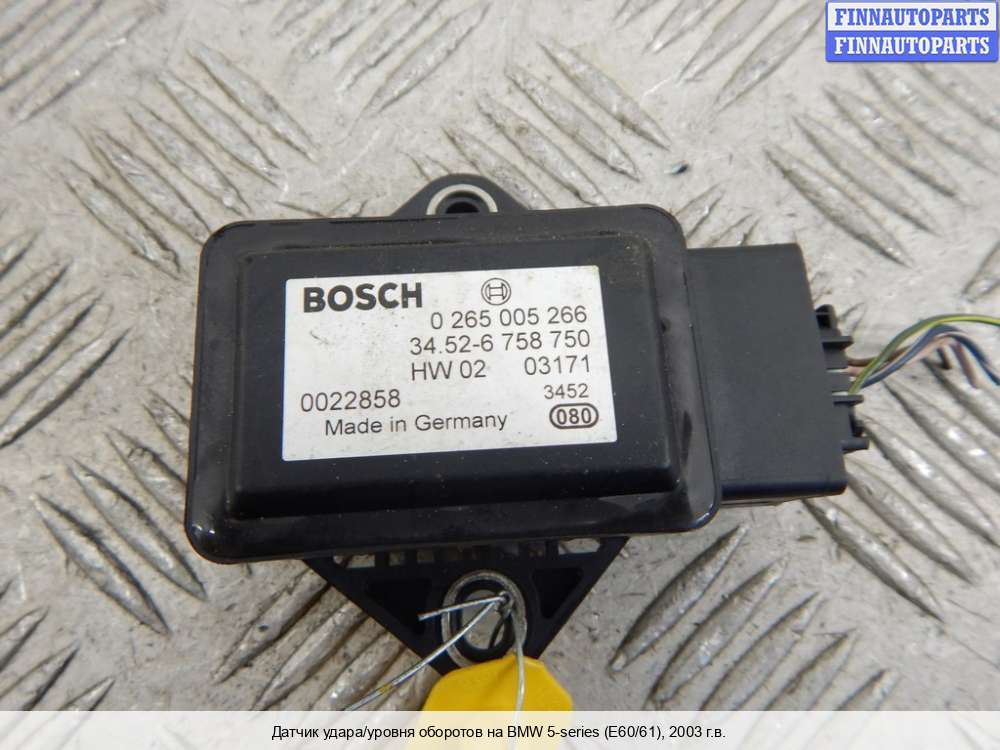 FINNAUTOPARTS
FINNAUTOPARTS
BOSCH
0 265 005 266
34.52-6 758 750
HW 02 03171
0022858 3452
Made in Germany 080
Датчик удара/уровня оборотов на BMW 5-series (E60/61), 2003 г.в.